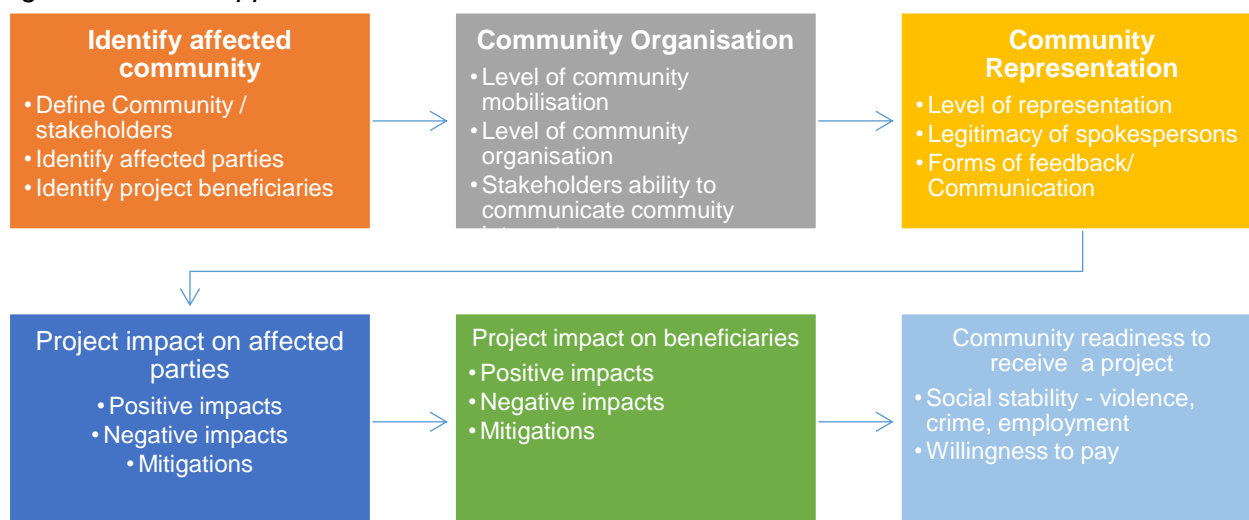 Identify affected
community
• Define Community /
stakeholders
• Identify affected parties
• Identify project beneficiaries
Community Organisation
• Level of community
mobilisation
• Level of community
organisation
• Stakeholders ability to
communicate commuity
Community
Representation
• Level of representation
• Legitimacy of spokespersons
• Forms of feedback/
Communication
Project impact on affected
parties
• Positive impacts
• Negative impacts
• Mitigations
Project impact on beneficiaries
• Positive impacts
• Negative impacts
• Mitigations
Community readiness to
receive a project
• Social stability - violence,
crime, employment
• Willingness to pay